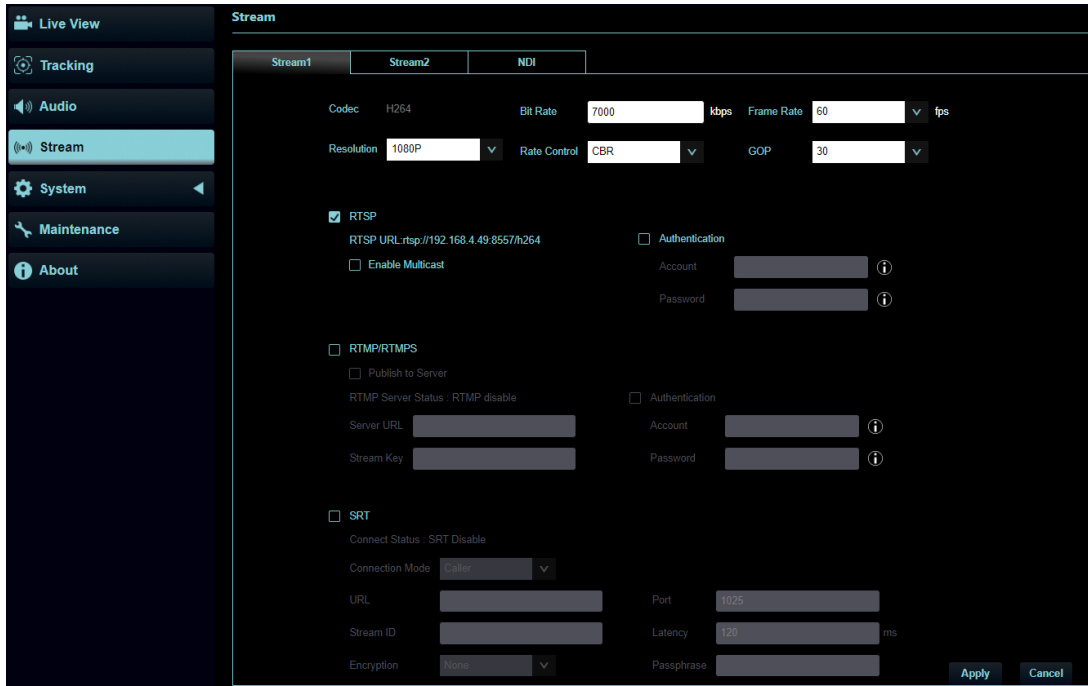 Live View
Tracking
Audio
Stream
System
Maintenance
About
Stream
Stream1 Stream2 NDI
Codec H264 Bit Rate 7000 kbps Frame Rate 60 fps
Resolution 1080P Rate Control CBR GOP 30
RTSP
RTSP URL:rtsp://192.168.4.49:8557/h264 Authentication
Enable Multicast Account
Password
RTMP/RTMPS
Publish to Server
RTMP Server Status : RTMP disable Authentication
Server URL Account
Stream Key Password
SRT
Connect Status : SRT Disable
Connection Mode Caller
URL Port 1025
Stream ID Latency 120 ms
Encryption None Passphrase
Apply Cancel